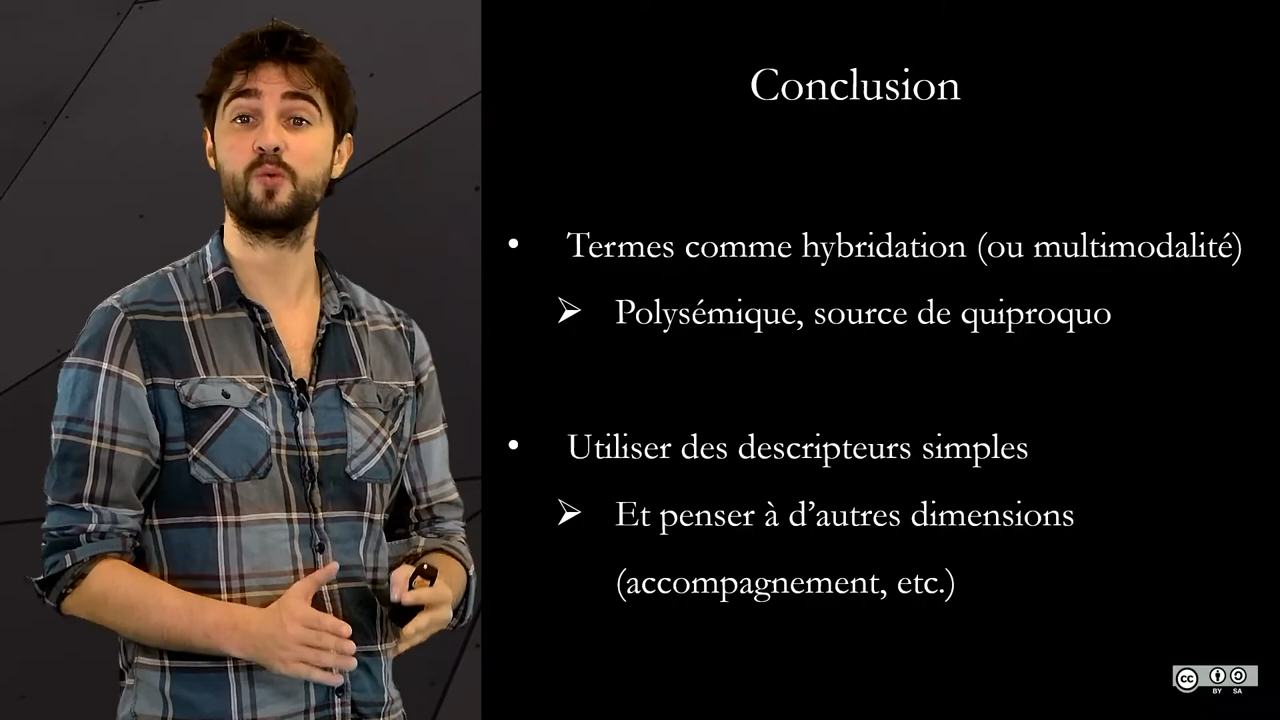 Conclusion
• Termes comme hybridation (ou multimodalité)
➢ Polysémique, source de quiproquo
• Utiliser des descripteurs simples
➢ Et penser à d’autres dimensions
(accompagnement, etc.)
cc
BY SA